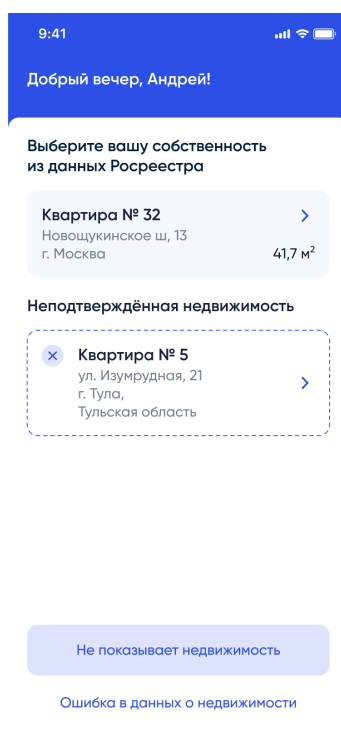 9:41
Добрый вечер, Андрей!
Выберите вашу собственность
из данных Росреестра
Квартира № 32
Новощукинское ш, 13
г. Москва
41,7 м²
Неподтверждённая недвижимость
Квартира № 5
ул. Изумрудная, 21
г. Тула,
Тульская область
Не показывает недвижимость
Ошибка в данных о недвижимости